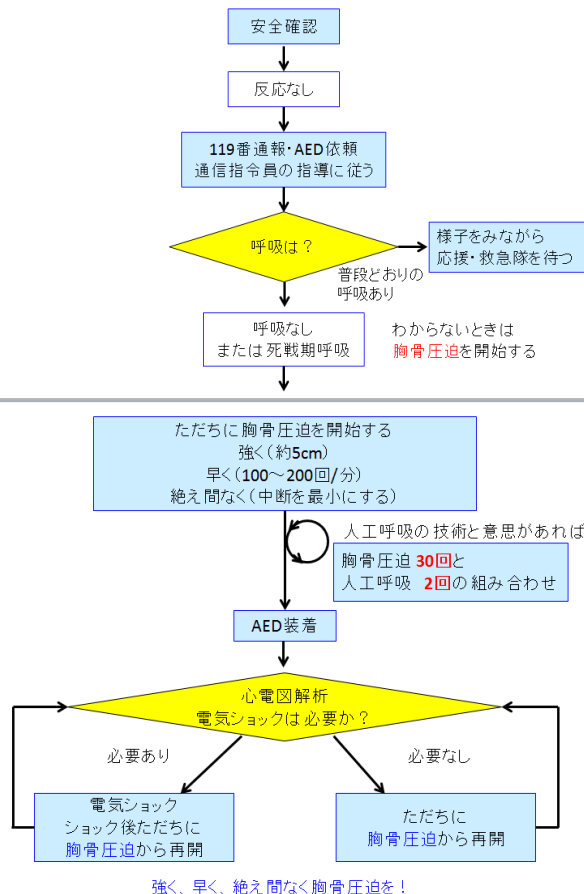 安全確認
反応なし
119番通報・AED依頼
通信指令員の指導に従う
呼吸は？
様子をみながら
応援・救急隊を待つ
普段どおりの
呼吸あり
呼吸なし
または死戦期呼吸
わからないときは
胸骨圧迫を開始する
ただちに胸骨圧迫を開始する
強く（約5cm）
早く（100～200回/分）
絶え間なく（中断を最小にする）
人工呼吸の技術と意思があれば
胸骨圧迫 30回と
人工呼吸 2回の組み合わせ
AED装着
心電図解析
電気ショックは必要か？
必要あり
必要なし
電気ショック
ショック後ただちに
胸骨圧迫から再開
ただちに
胸骨圧迫から再開
強く、早く、絶え間なく胸骨圧迫を！